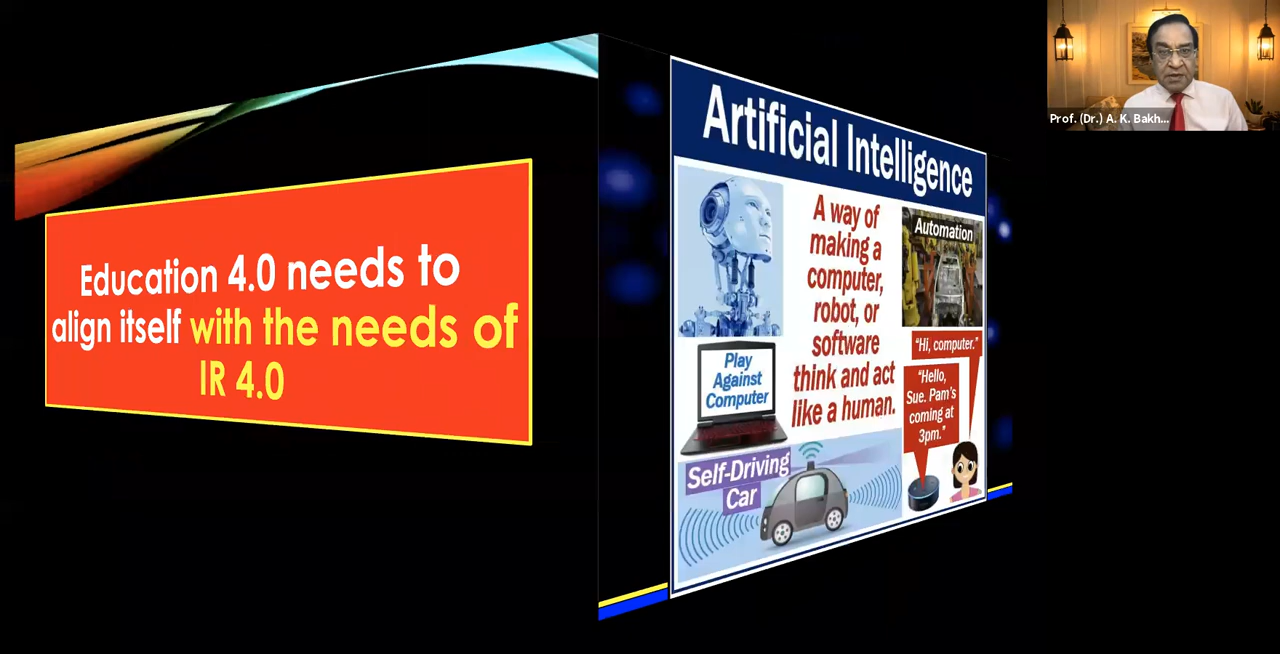 Education 4.0 needs to
align itself with the needs of
IR 4.0
Artificial Intelligence
A way of
making a
computer,
robot, or
software
think and act
like a human.
Automation
"Hi, computer."
"Hello,
Sue. Pam's
coming at
3pm."
Play
Against
Computer
Self-Driving
Car
Prof. (Dr.) A. K. Bakh...